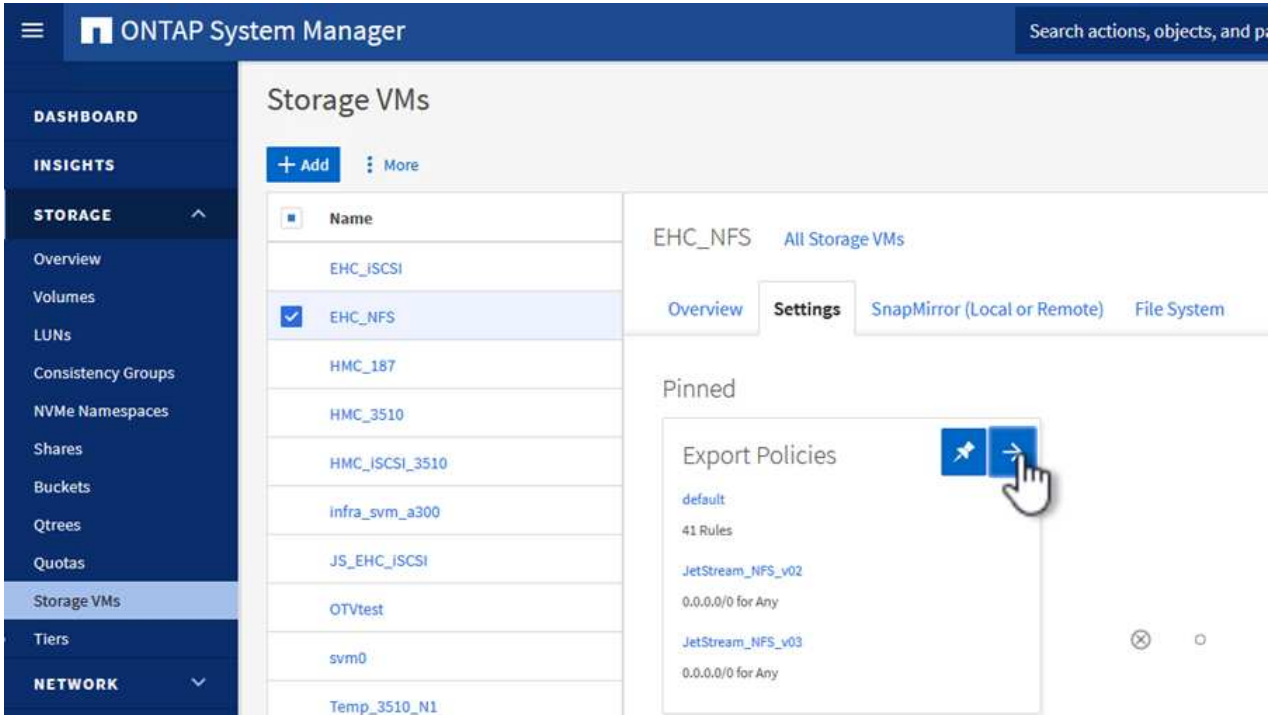 ONTAP System Manager
Search actions, objects, and pa
DASHBOARD
INSIGHTS
STORAGE
Overview
Volumes
LUNs
Consistency Groups
NVMe Namespaces
Shares
Buckets
Qtrees
Quotas
Storage VMs
Tiers
NETWORK
Storage VMs
+ Add
More
Name
EHC_iSCSI
EHC_NFS
HMC_187
HMC_3510
HMC_iSCSI_3510
infra_svm_a300
JS_EHC_iSCSI
OTVtest
svm0
Temp_3510_N1
EHC_NFS All Storage VMs
Overview Settings SnapMirror (Local or Remote) File System
Pinned
Export Policies
default
41 Rules
JetStream_NFS_v02
0.0.0.0/0 for Any
JetStream_NFS_v03
0.0.0.0/0 for Any